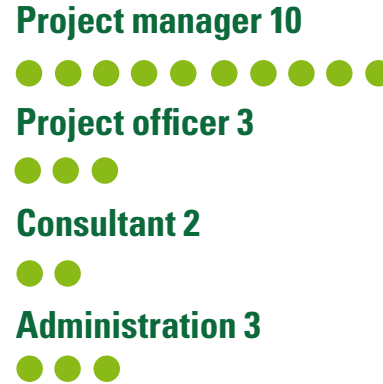 Project manager 10
Project officer 3
Consultant 2
Administration 3